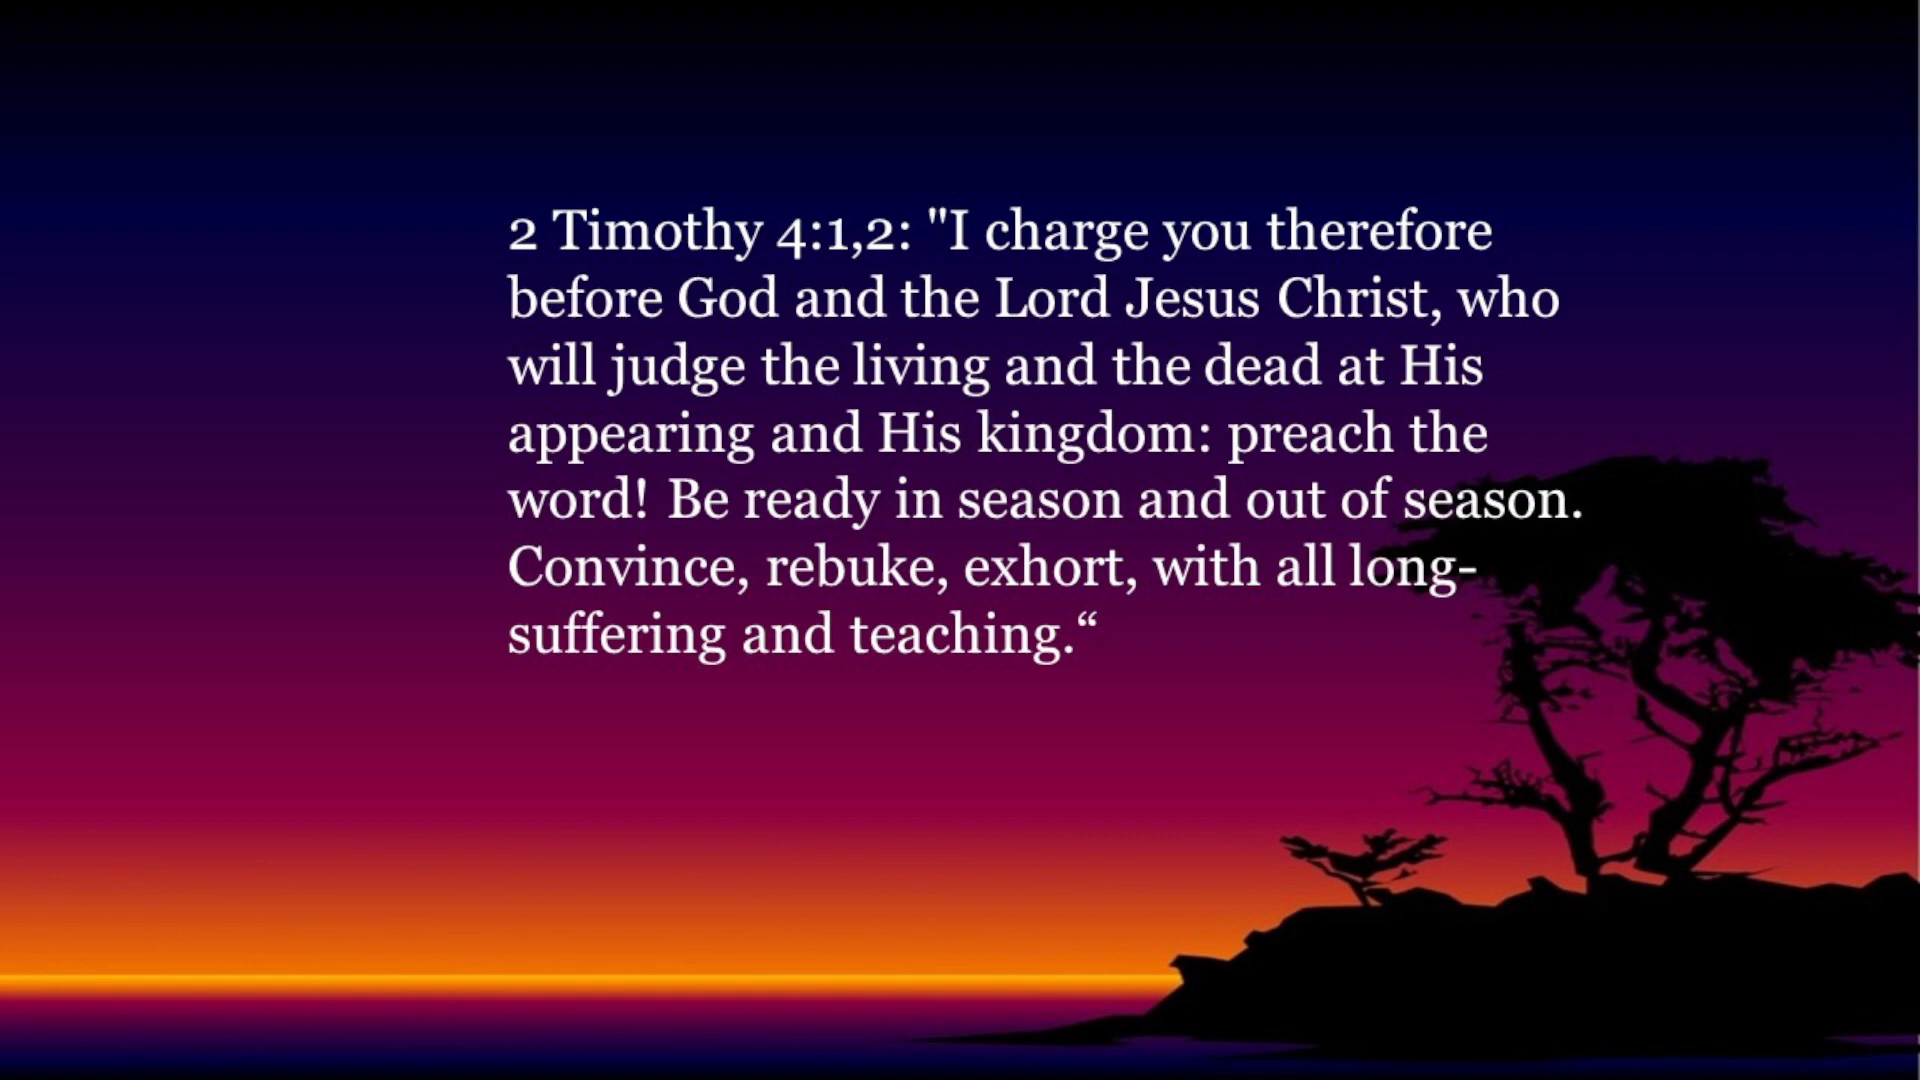 2 Timothy 4:1,2: "I charge you therefore
before God and the Lord Jesus Christ, who
will judge the living and the dead at His
appearing and His kingdom: preach the
word! Be ready in season and out of season.
Convince, rebuke, exhort, with all long-
suffering and teaching.“